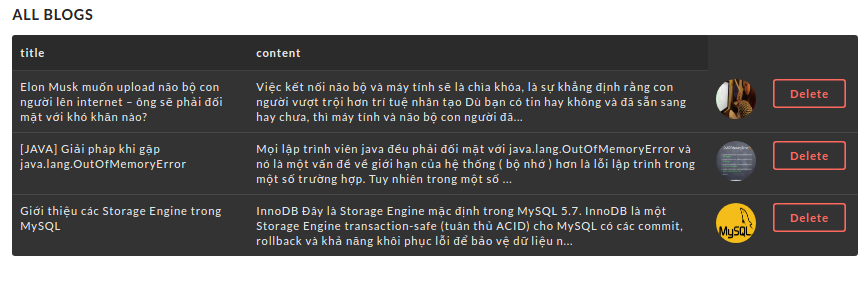 ALL BLOGS
title content
Elon Musk muốn upload não bộ con
người lên internet – ông sẽ phải đối
mặt với khó khăn nào?
Việc kết nối não bộ và máy tính sẽ là chìa khóa, là sự khẳng định rằng con
người vượt trội hơn trí tuệ nhân tạo Dù bạn có tin hay không và đã sẵn sang
hay chưa, thì máy tính và não bộ con người đã...
Delete
[JAVA] Giải pháp khi gặp
java.lang.OutOfMemoryError
Mọi lập trình viên java đều phải đối mặt với java.lang.OutOfMemoryError và
nó là một vấn đề về giới hạn của hệ thống ( bộ nhớ ) hơn là lỗi lập trình trong
một số trường hợp. Tuy nhiên trong một số ...
Delete
Giới thiệu các Storage Engine trong
MySQL
InnoDB Đây là Storage Engine mặc định trong MySQL 5.7. InnoDB là một
Storage Engine transaction-safe (tuân thủ ACID) cho MySQL có các commit,
rollback và khả năng khôi phục lỗi để bảo vệ dữ liệu n...
MySQL
Delete